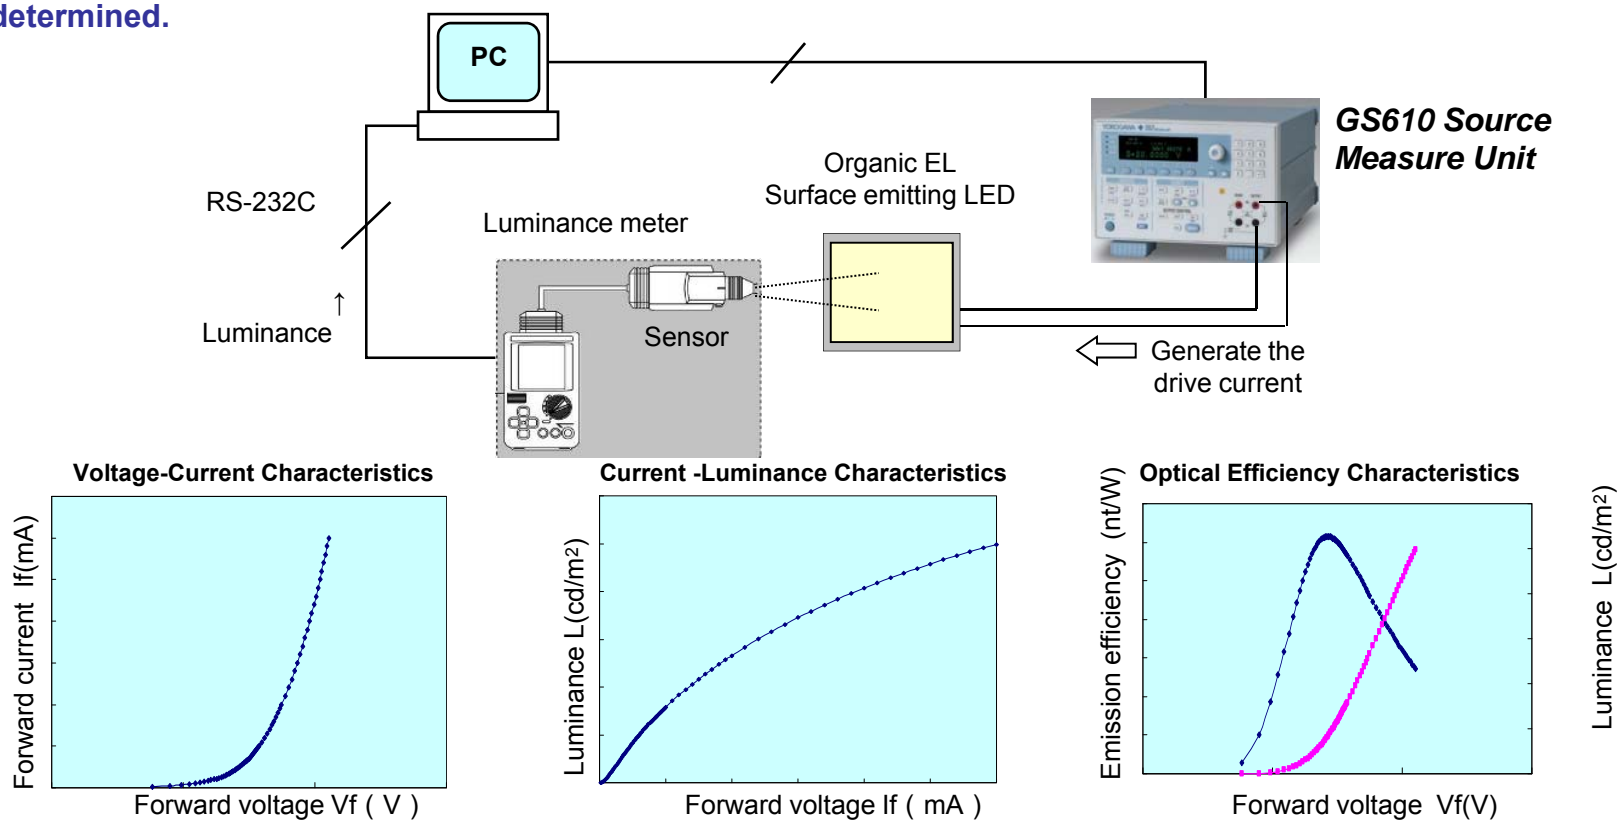 determined.
PC
GS610 Source
Measure Unit
Organic EL
Surface emitting LED
RS-232C
Luminance meter
↑
Luminance
Sensor
Generate the
drive current
YOKOGAWA
Voltage-Current Characteristics
Forward current If(mA)
Forward voltage Vf ( V )
Current -Luminance Characteristics
Luminance L(cd/m2)
Forward voltage If ( mA )
Optical Efficiency Characteristics
Emission efficiency (nt/W)
Luminance L(cd/m2)
Forward voltage Vf(V)